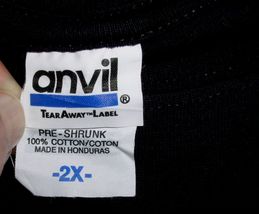 anvil®
TEARAWAY™LABEL
PRE-SHRUNK
100% COTTON/COTON
MADE IN HONDURAS
-2X-